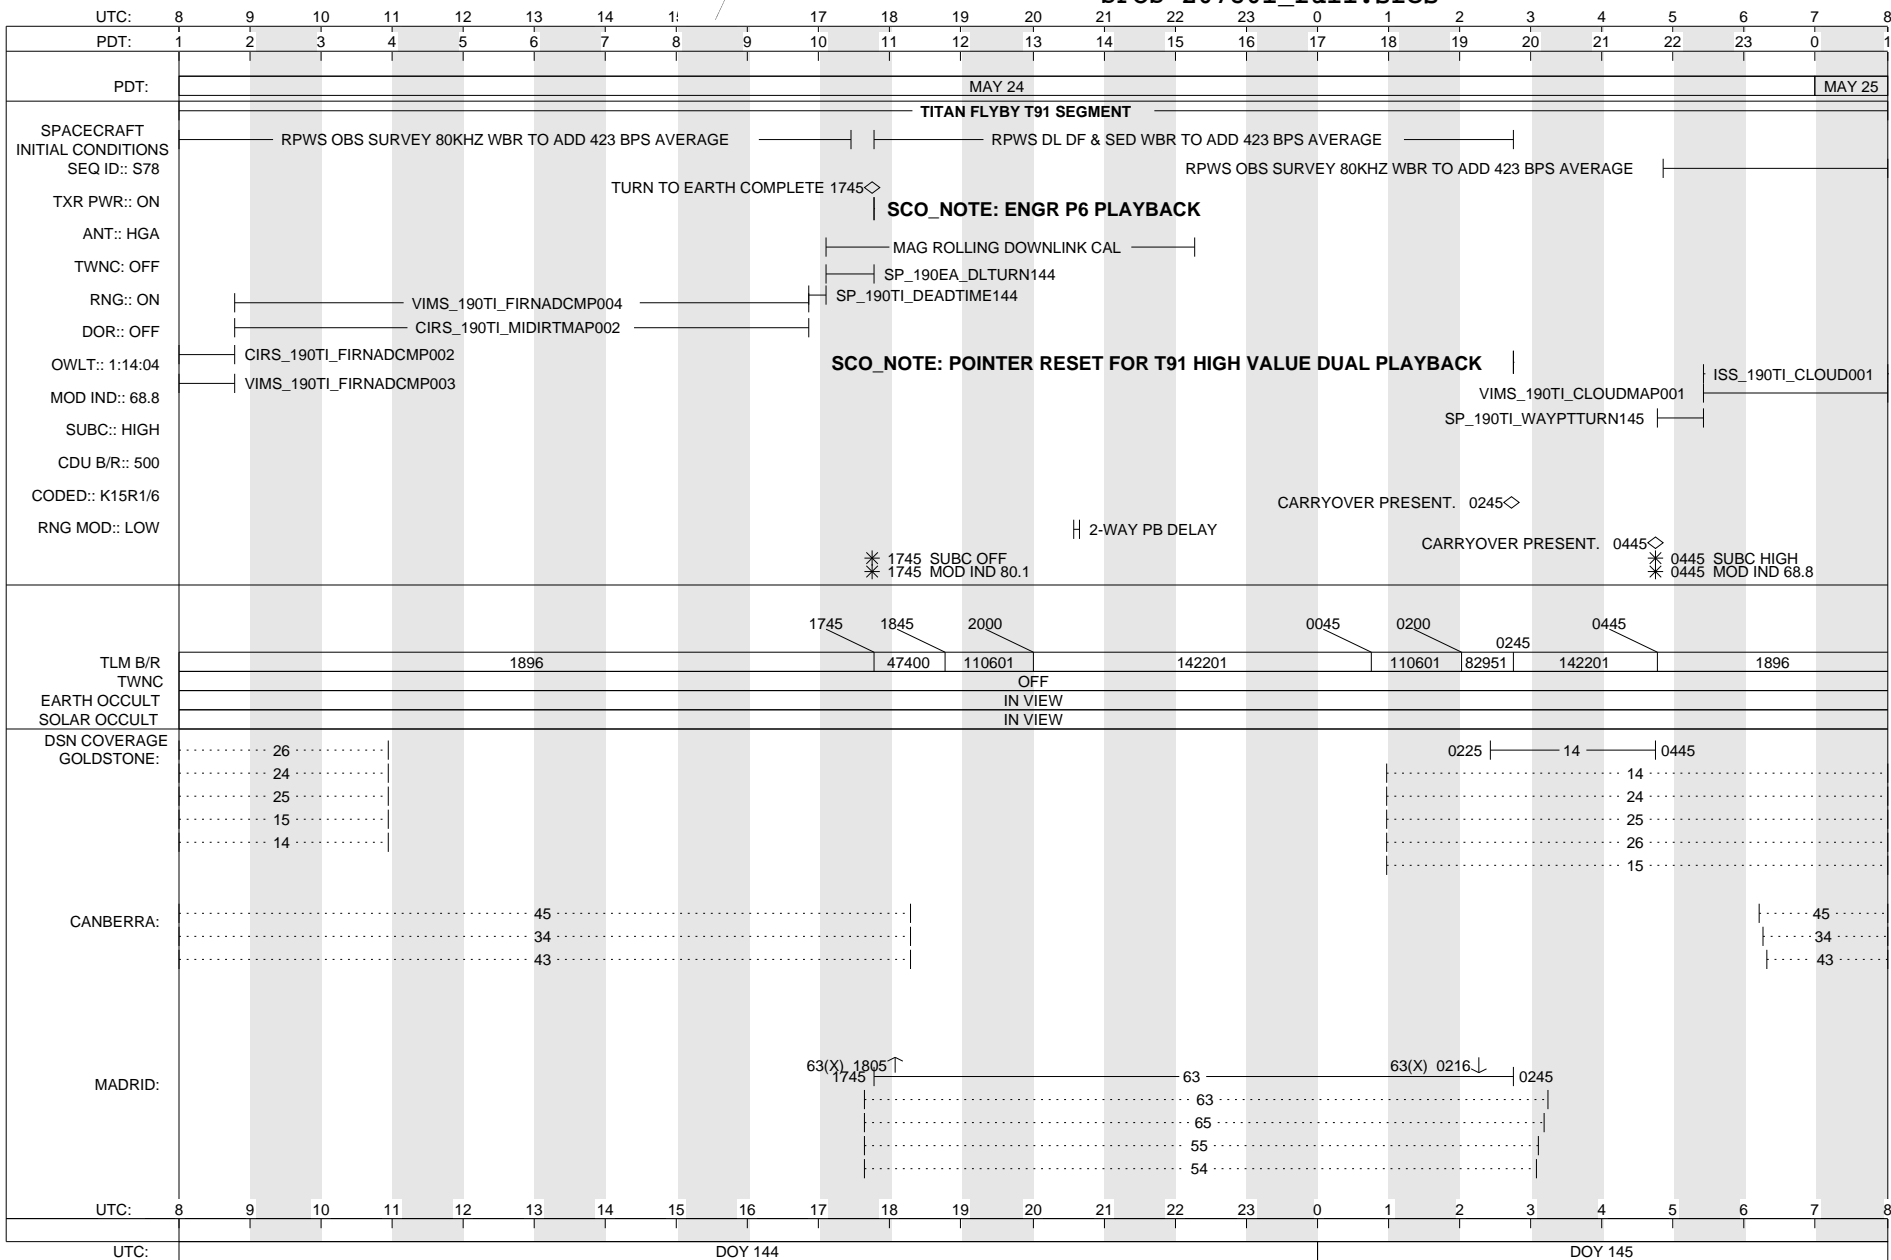 UTC: 8 9 10 11 12 13 14 17 18 19 20 21 22 23 0 1 2 3 4 5 6 7 8
PDT: 1 2 3 4 5 6 7 8 9 10 11 12 13 14 15 16 17 18 19 20 21 22 23 0 1
PDT: MAY 24 MAY 25
TITAN FLYBY T91 SEGMENT
SPACECRAFT
INITIAL CONDITIONS
RPWS OBS SURVEY 80KHZ WBR TO ADD 423 BPS AVERAGE RPWS DL DF & SED WBR TO ADD 423 BPS AVERAGE
SEQ ID:: S78 RPWS OBS SURVEY 80KHZ WBR TO ADD 423 BPS AVERAGE
TURN TO EARTH COMPLETE 1745
TXR PWR:: ON SCO_NOTE: ENGR P6 PLAYBACK
ANT:: HGA MAG ROLLING DOWNLINK CAL
TWNC: OFF SP_190EA_DLTURN144
RNG:: ON VIMS_190TI_FIRNADCMP004 SP_190TI_DEADTIME144
DOR:: OFF CIRS_190TI_MIDIRTMAP002
CIRS_190TI_FIRNADCMP002
OWLT:: 1:14:04 SCO_NOTE: POINTER RESET FOR T91 HIGH VALUE DUAL PLAYBACK
VIMS_190TI_FIRNADCMP003 ISS_190TI_CLOUD001
MOD IND:: 68.8 VIMS_190TI_CLOUDMAP001
SP_190TI_WAYPTTURN145
SUBC:: HIGH
CDU B/R:: 500
CODED:: K15R1/6 CARRYOVER PRESENT. 0245
RNG MOD:: LOW 2-WAY PB DELAY
CARRYOVER PRESENT. 0445
1745 SUBC OFF 0445 SUBC HIGH
1745 MOD IND 80.1 0445 MOD IND 68.8
1745 1845 2000 0045 0200 0445
0245
TLM B/R 1896 47400 110601 142201 110601 82951 142201 1896
TWNC OFF
EARTH OCCULT IN VIEW
SOLAR OCCULT IN VIEW
DSN COVERAGE
GOLDSTONE: 26 0225 14 0445
24 14
25 24
15 25
14 26
15
CANBERRA: 45 45
34 34
43 43
63(X) 1805 63(X) 0216
MADRID: 1745 63 0245
63
65
55
54
UTC: 8 9 10 11 12 13 14 15 16 17 18 19 20 21 22 23 0 1 2 3 4 5 6 7 8
UTC: DOY 144 DOY 145